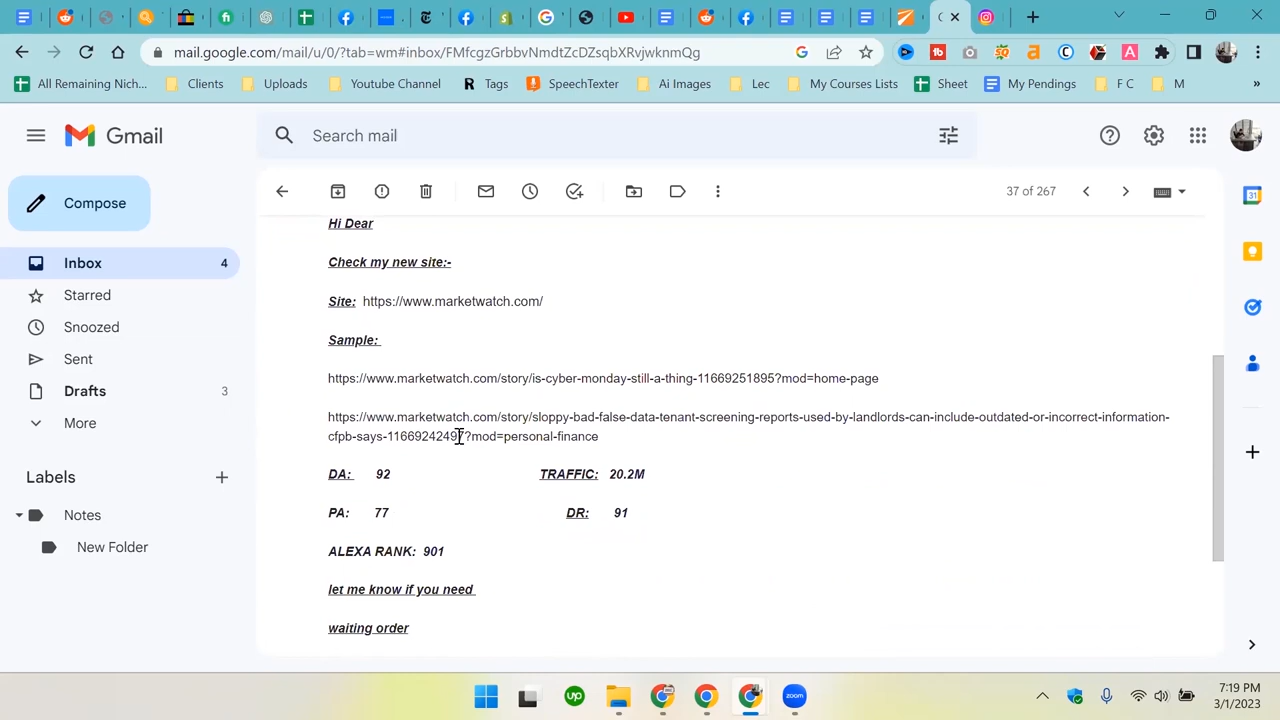 mail.google.com/mail/u/0/?tab=wm#inbox/FMfcgzGrbbvNmdtZcDZsqbXRvjwknmQg
All Remaining Nich... Clients Uploads Youtube Channel Tags SpeechTexter Ai Images Lec My Courses Lists Sheet My Pendings F C M »
Gmail
Search mail
Compose
37 of 267
Inbox 4
Starred
Snoozed
Sent
Drafts 3
More
Labels
Notes
New Folder
Hi Dear
Check my new site:-
Site: https://www.marketwatch.com/
Sample:
https://www.marketwatch.com/story/is-cyber-monday-still-a-thing-11669251895?mod=home-page
https://www.marketwatch.com/story/sloppy-bad-false-data-tenant-screening-reports-used-by-landlords-can-include-outdated-or-incorrect-information-
cfpb-says-11669242497?mod=personal-finance
DA: 92 TRAFFIC: 20.2M
PA: 77 DR: 91
ALEXA RANK: 901
let me know if you need
waiting order
up
zoom
7:19 PM
3/1/2023